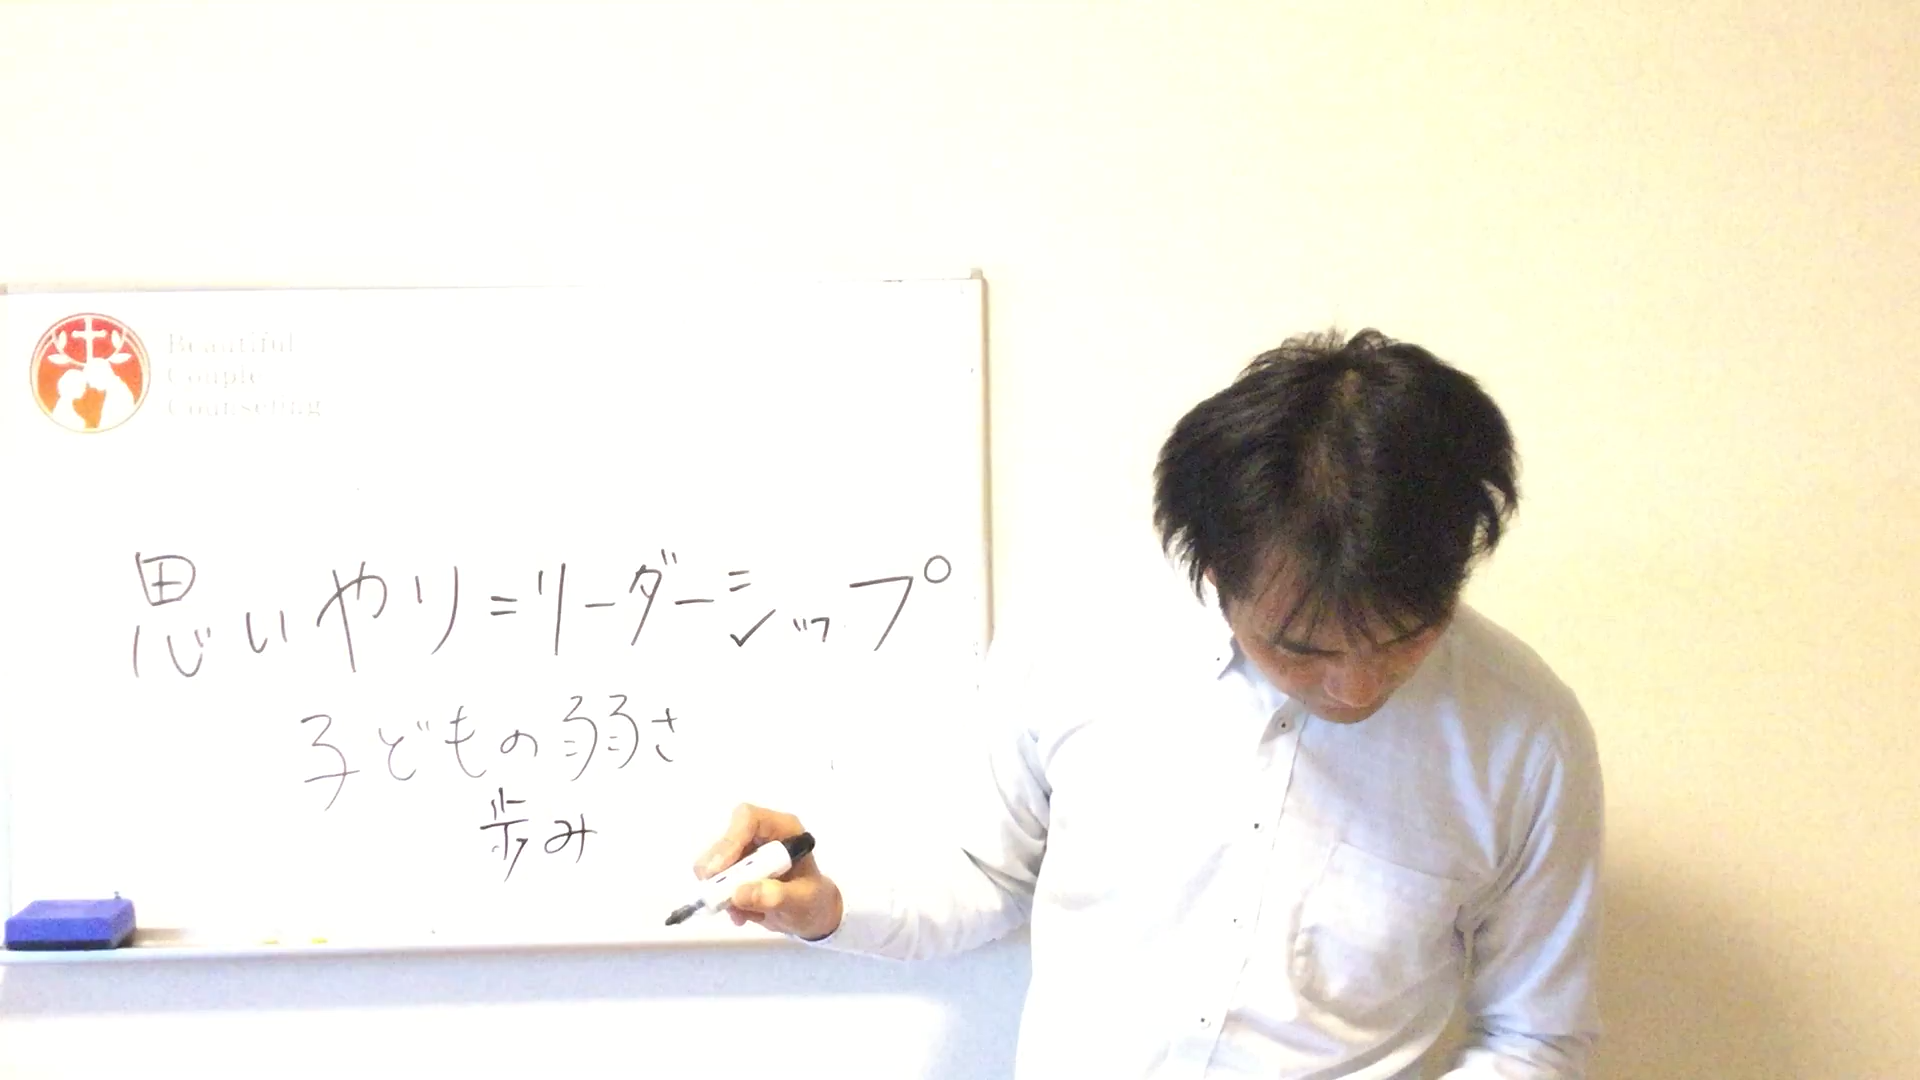 Beautiful
Couple
Counseling
思いやり=リーダーシップ
子どもの弱さ
歩み